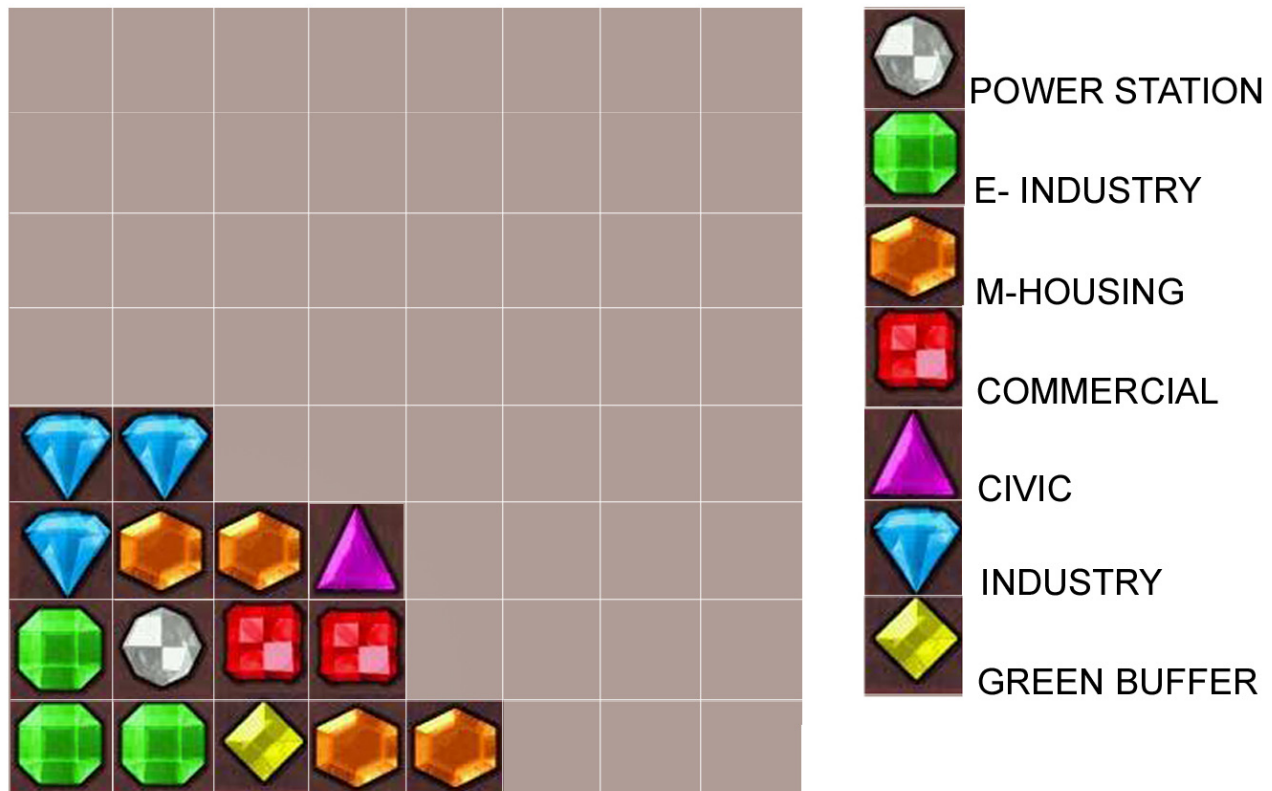 POWER STATION
E- INDUSTRY
M-HOUSING
COMMERCIAL
CIVIC
INDUSTRY
GREEN BUFFER